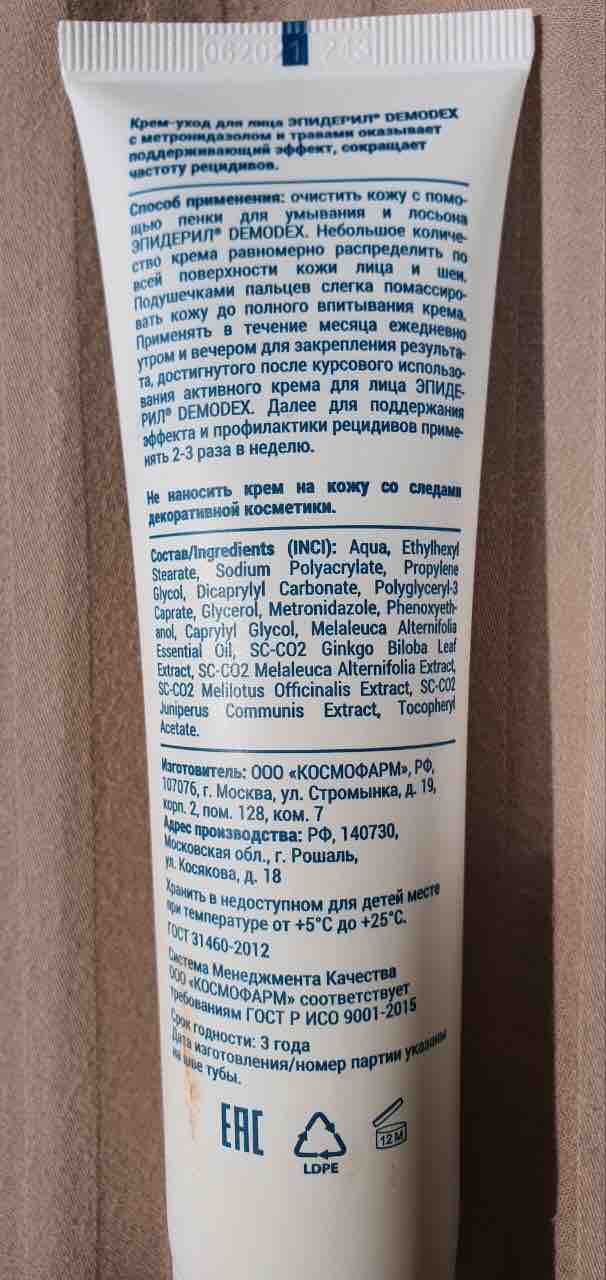 062021 248
Крем-уход для лица ЭПИДЕРИЛ® DEMODEX
с метронидазолом и травами оказывает
поддерживающий эффект, сокращает
частоту рецидивов.
Способ применения: очистить кожу с помо-
щью пенки для умывания и лосьона
ЭПИДЕРИЛ® DEMODEX. Небольшое количе-
ство крема равномерно распределить по
всей поверхности кожи лица и шеи.
Подушечками пальцев слегка помассиро-
вать кожу до полного впитывания крема.
Применять в течение месяца ежедневно
утром и вечером для закрепления результа-
та, достигнутого после курсового использо-
вания активного крема для лица ЭПИДЕ-
РИЛ® DEMODEX. Далее для поддержания
эффекта и профилактики рецидивов приме-
нять 2-3 раза в неделю.
Не наносить крем на кожу со следами
декоративной косметики.
Состав/Ingredients (INCI): Aqua, Ethylhexyl
Stearate, Sodium Polyacrylate, Propylene
Glycol, Dicaprylyl Carbonate, Polyglyceryl-3
Caprate, Glycerol, Metronidazole, Phenoxyeth-
anol, Caprylyl Glycol, Melaleuca Alternifolia
Essential Oil, SC-CO2 Ginkgo Biloba Leaf
Extract, SC-CO2 Melaleuca Alternifolia Extract,
SC-CO2 Melilotus Officinalis Extract, SC-CO2
Juniperus Communis Extract, Tocopheryl
Acetate.
Изготовитель: ООО «КОСМОФАРМ», РФ,
107076, г. Москва, ул. Стромынка, д. 19,
корп. 2, пом. 128, ком. 7
Адрес производства: РФ, 140730,
Московская обл., г. Рошаль,
ул. Косякова, д. 18
Хранить в недоступном для детей месте
при температуре от +5°C до +25°C.
ГОСТ 31460-2012
Система Менеджмента Качества
ООО «КОСМОФАРМ» соответствует
требованиям ГОСТ Р ИСО 9001-2015
Срок годности: 3 года
Дата изготовления/номер партии указаны
на шве тубы.
EAC
LDPE
12 M